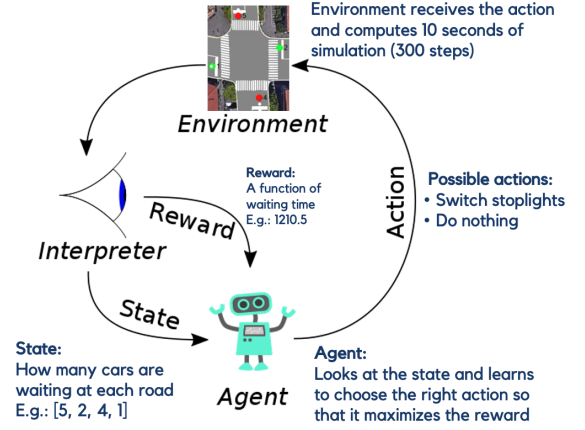 Environment receives the action
and computes 10 seconds of
simulation (300 steps)
5
2
4
Environment
Reward:
A function of
waiting time
E.g.: 1210.5
Possible actions:
• Switch stoplights
• Do nothing
Action
Reward
Interpreter
State
State:
How many cars are
waiting at each road
E.g.: [5, 2, 4, 1]
Agent
Agent:
Looks at the state and learns
to choose the right action so
that it maximizes the reward